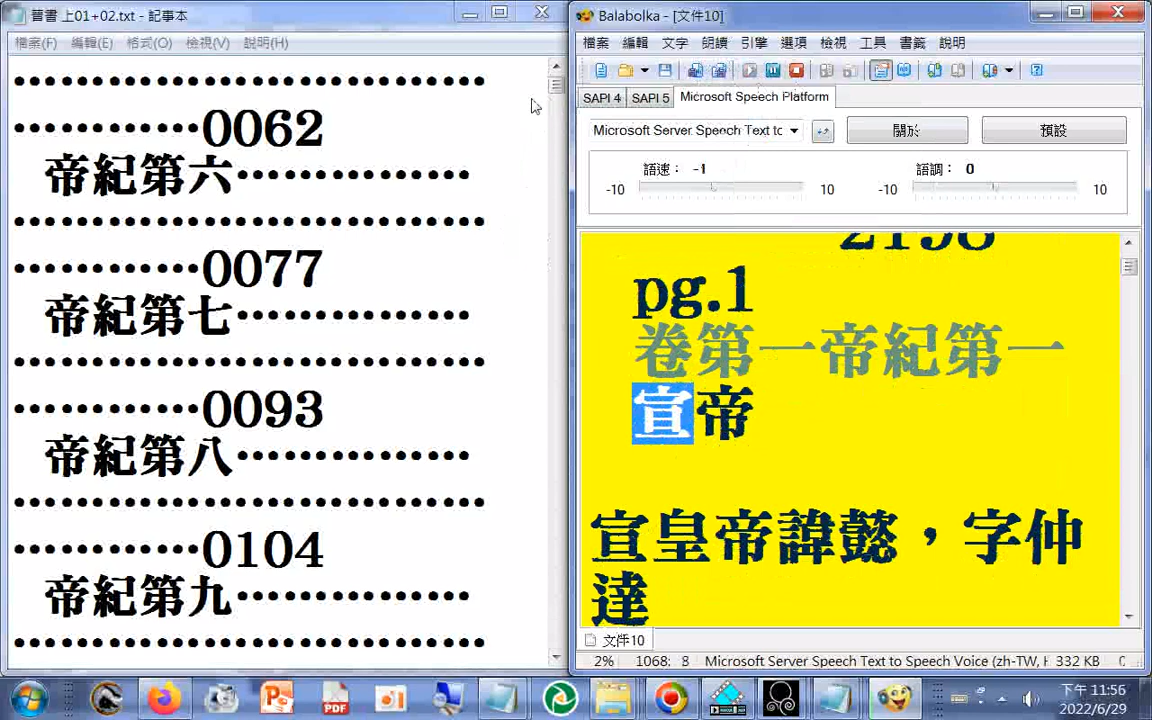 晉書 上01+02.txt - 記事本
檔案(F) 編輯(E) 格式(O) 檢視(V) 說明(H)
••••••••••••••••••••••••••••••
••••••••••••0062
帝紀第六•••••••••••••••
••••••••••••••••••••••••••••••
••••••••••••0077
帝紀第七•••••••••••••••
••••••••••••••••••••••••••••••
••••••••••••0093
帝紀第八•••••••••••••••
••••••••••••••••••••••••••••••
••••••••••••0104
帝紀第九•••••••••••••••
••••••••••••••••••••••••••••••
Balabolka - [文件10]
檔案 編輯 文字 朗讀 引擎 選項 檢視 工具 書籤 說明
SAPI 4 SAPI 5 Microsoft Speech Platform
Microsoft Server Speech Text to 關於 預設
語速： -1 語調： 0
-10 10 -10 10
2198
pg.1
卷第一帝紀第一
宣帝
宣皇帝諱懿，字仲
達
文件10
2% 1068: 8 Microsoft Server Speech Text to Speech Voice (zh-TW, H 332 KB
下午 11:56
2022/6/29